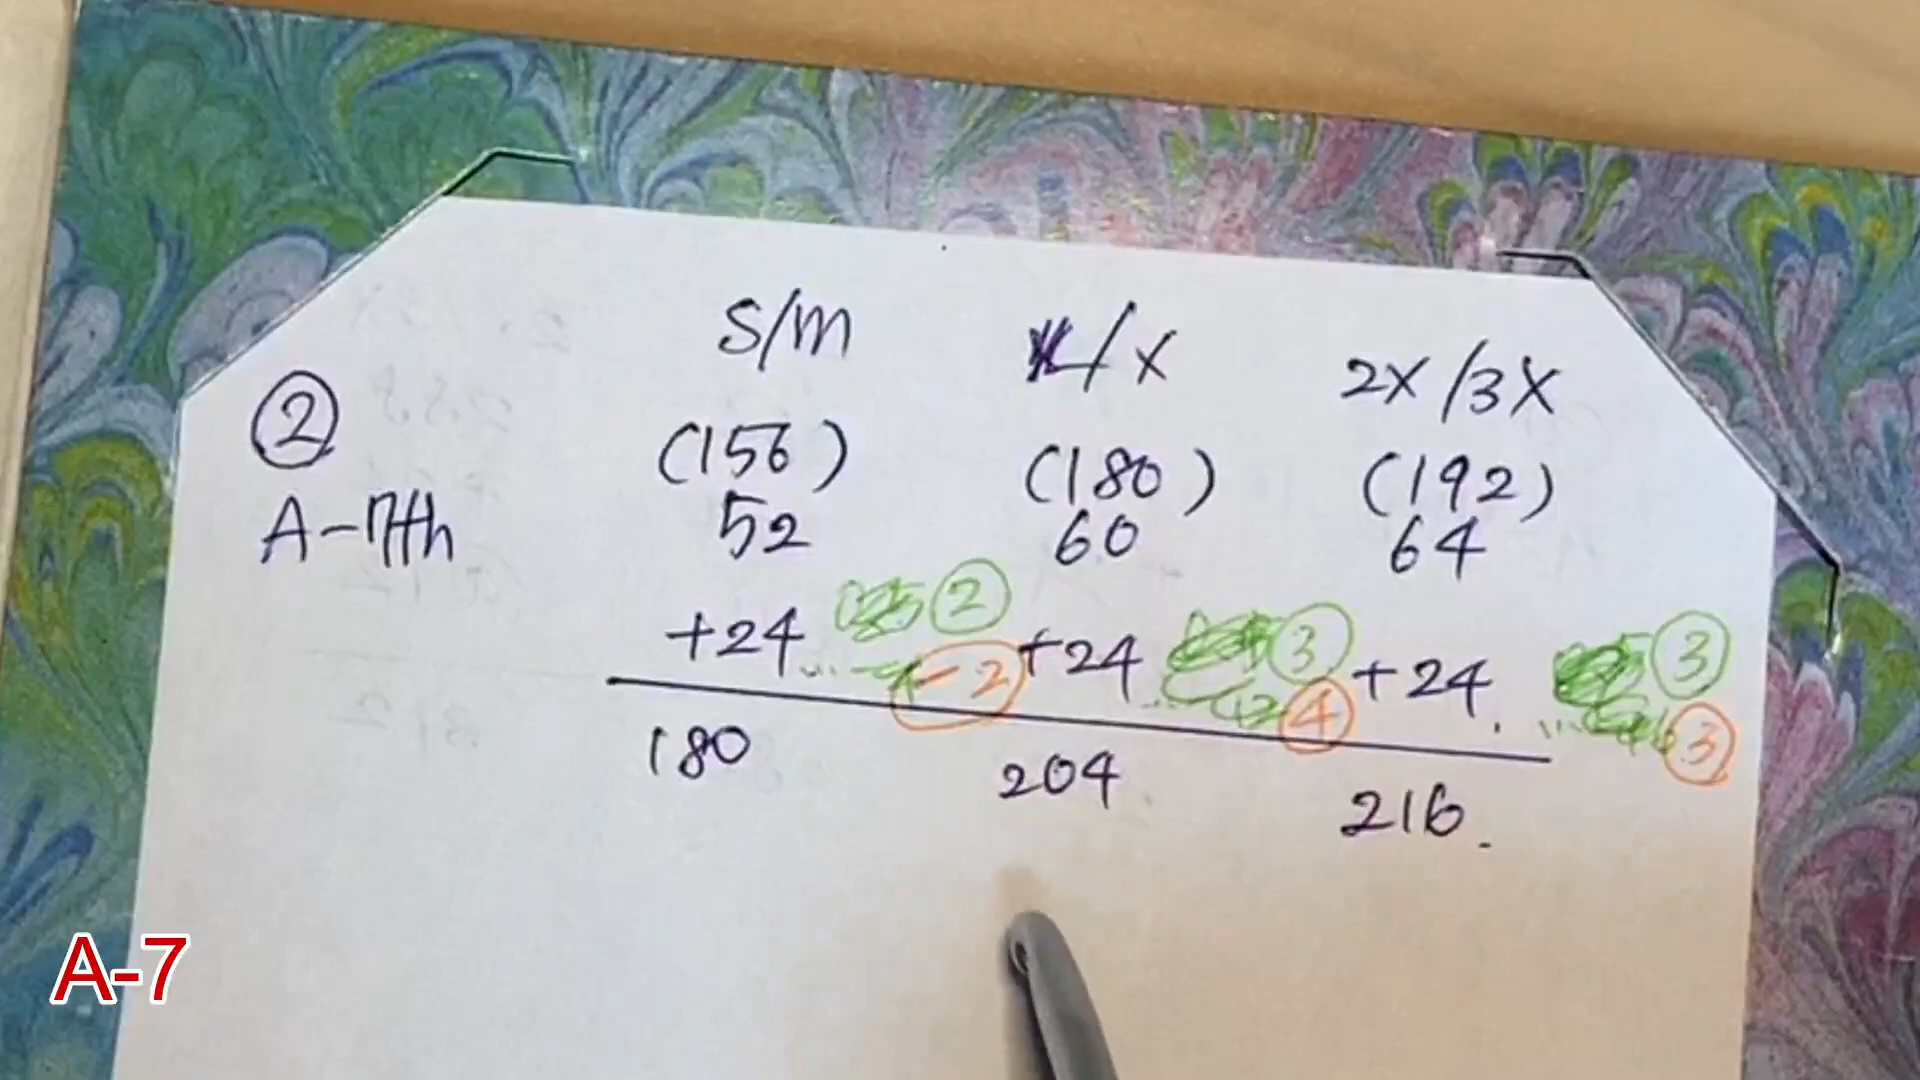 S/M L/X 2X/3X
② (156) (180) (192)
A-7th 52 60 64
+24 ② +24 ③ +24 ③
-2 4 3
180 204 216
A-7